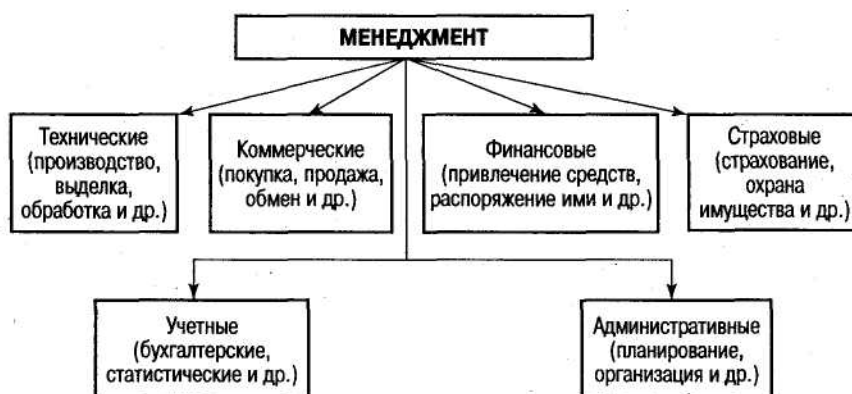 МЕНЕДЖМЕНТ
Технические
(производство,
выделка,
обработка и др.)
Коммерческие
(покупка, продажа,
обмен и др.)
Финансовые
(привлечение средств,
распоряжение ими и др.)
Страховые
(страхование,
охрана
имущества и др.)
Учетные
(бухгалтерские,
статистические и др.)
Административные
(планирование,
организация и др.)